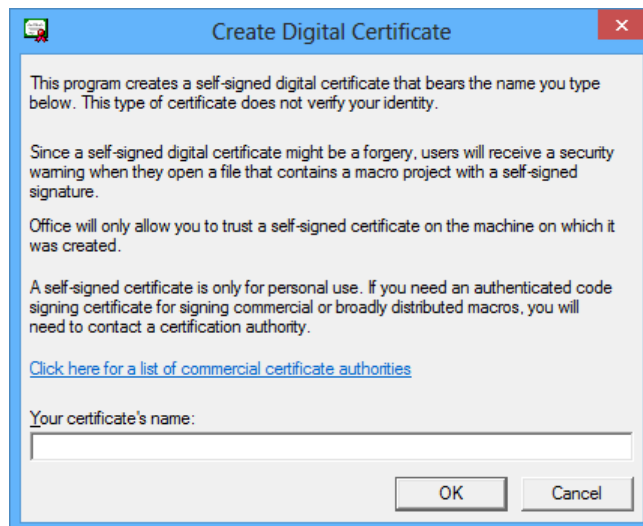 Create Digital Certificate
This program creates a self-signed digital certificate that bears the name you type
below. This type of certificate does not verify your identity.
Since a self-signed digital certificate might be a forgery, users will receive a security
warning when they open a file that contains a macro project with a self-signed
signature.
Office will only allow you to trust a self-signed certificate on the machine on which it
was created.
A self-signed certificate is only for personal use. If you need an authenticated code
signing certificate for signing commercial or broadly distributed macros, you will
need to contact a certification authority.
Click here for a list of commercial certificate authorities
Your certificate's name:
OK Cancel